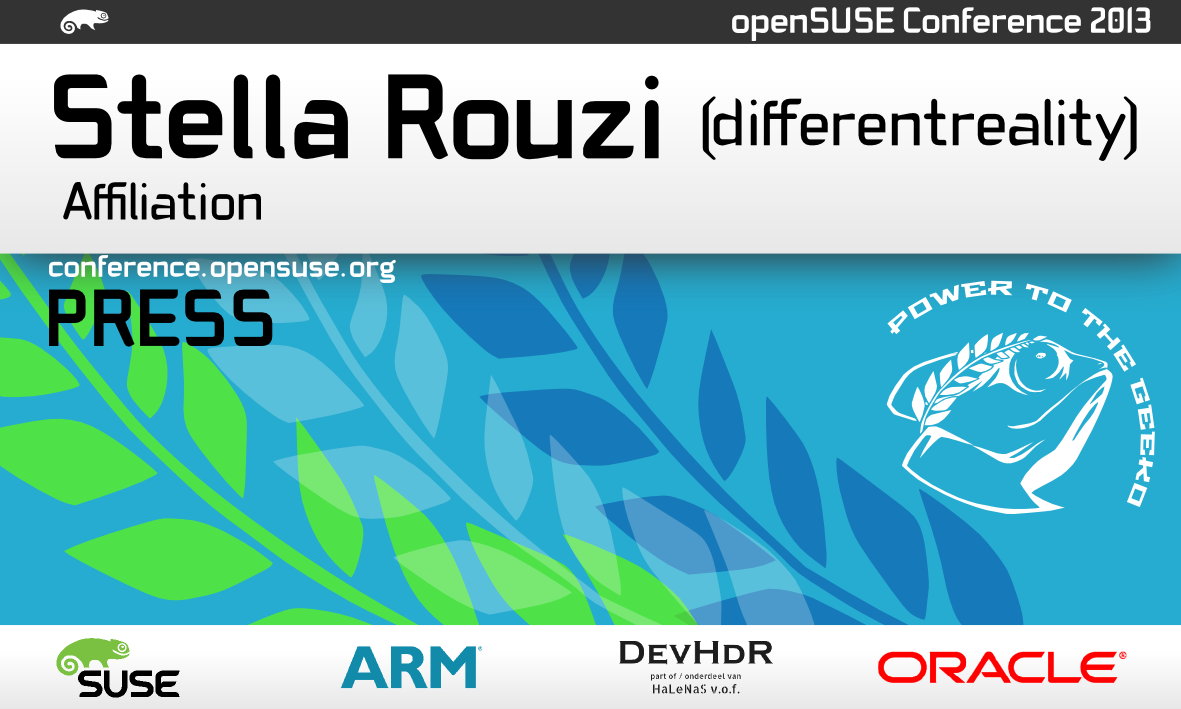 openSUSE Conference 2013
Stella Rouzi (differentreality)
Affiliation
conference.opensuse.org
PRESS
POWER TO THE GEEKO
SUSE
ARM®
DEVHDR
part of / onderdeel van
HaLeNaS v.o.f.
ORACLE®